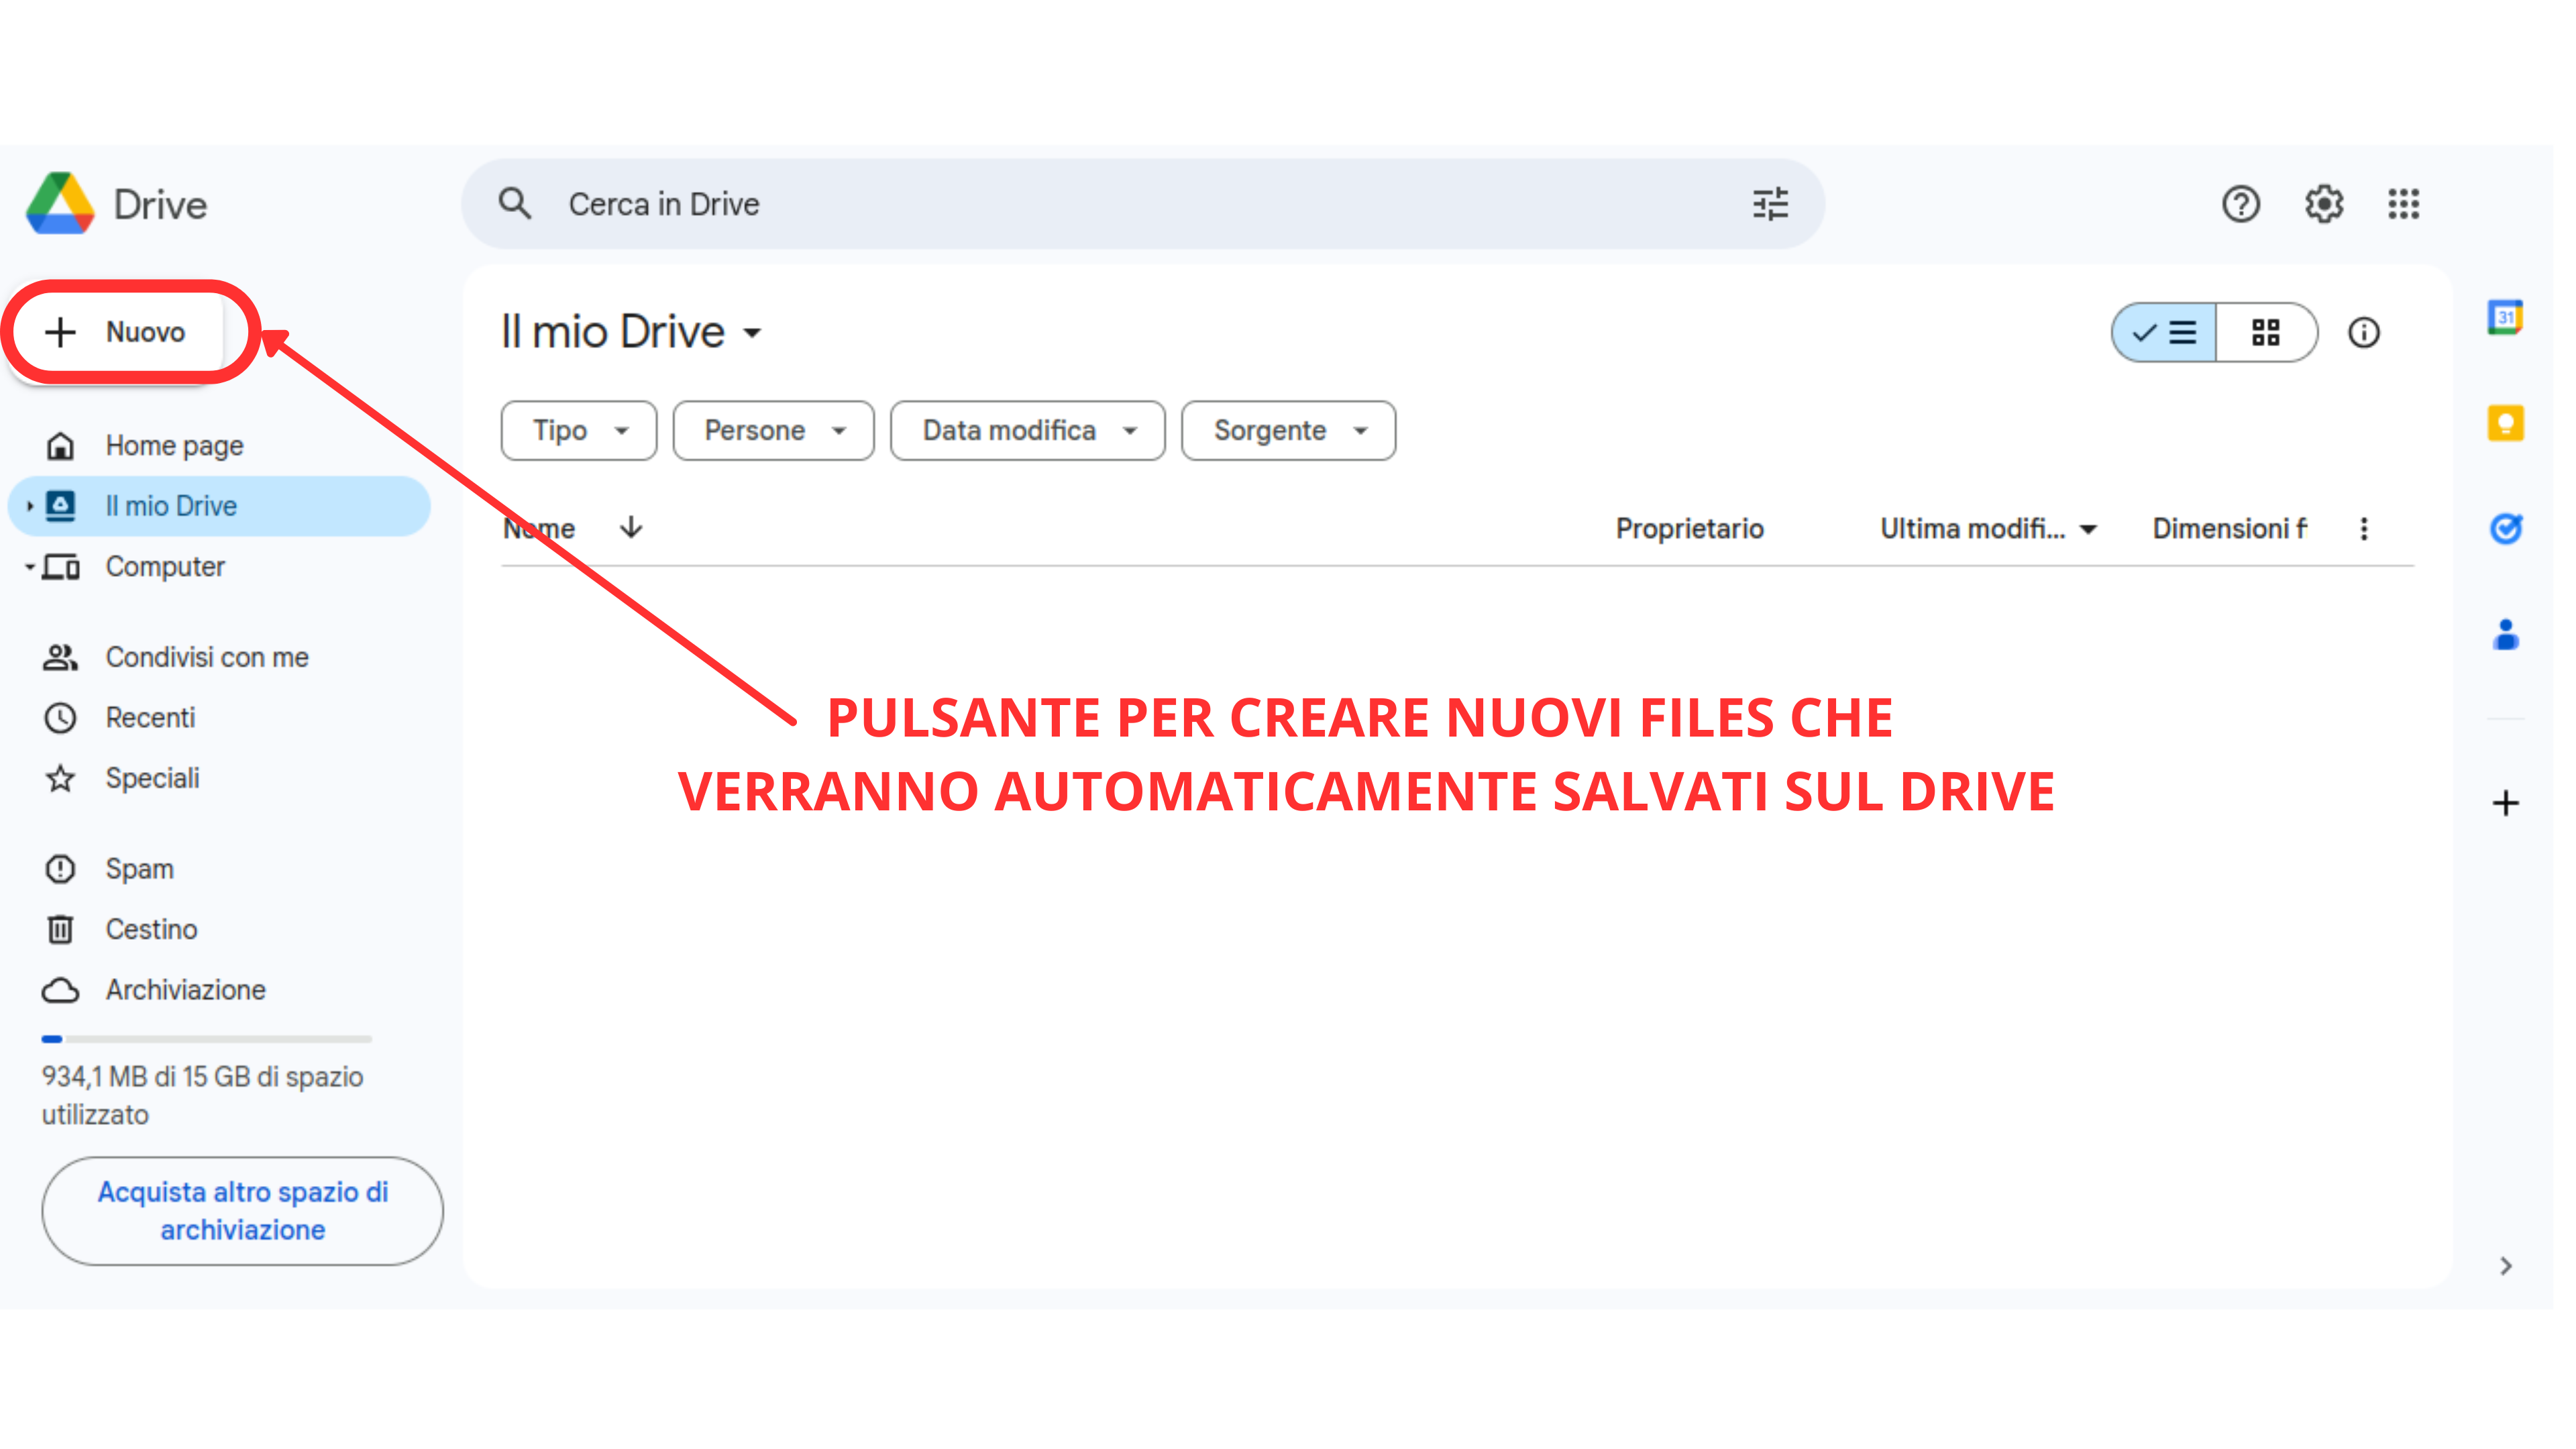 Drive
Cerca in Drive
Nuovo
Il mio Drive
Tipo
Persone
Data modifica
Sorgente
Home page
Il mio Drive
Computer
Nome
Proprietario
Ultima modifi...
Dimensioni f
Condivisi con me
Recenti
Speciali
PULSANTE PER CREARE NUOVI FILES CHE
VERRANNO AUTOMATICAMENTE SALVATI SUL DRIVE
Spam
Cestino
Archiviazione
934,1 MB di 15 GB di spazio
utilizzato
Acquista altro spazio di
archiviazione
31